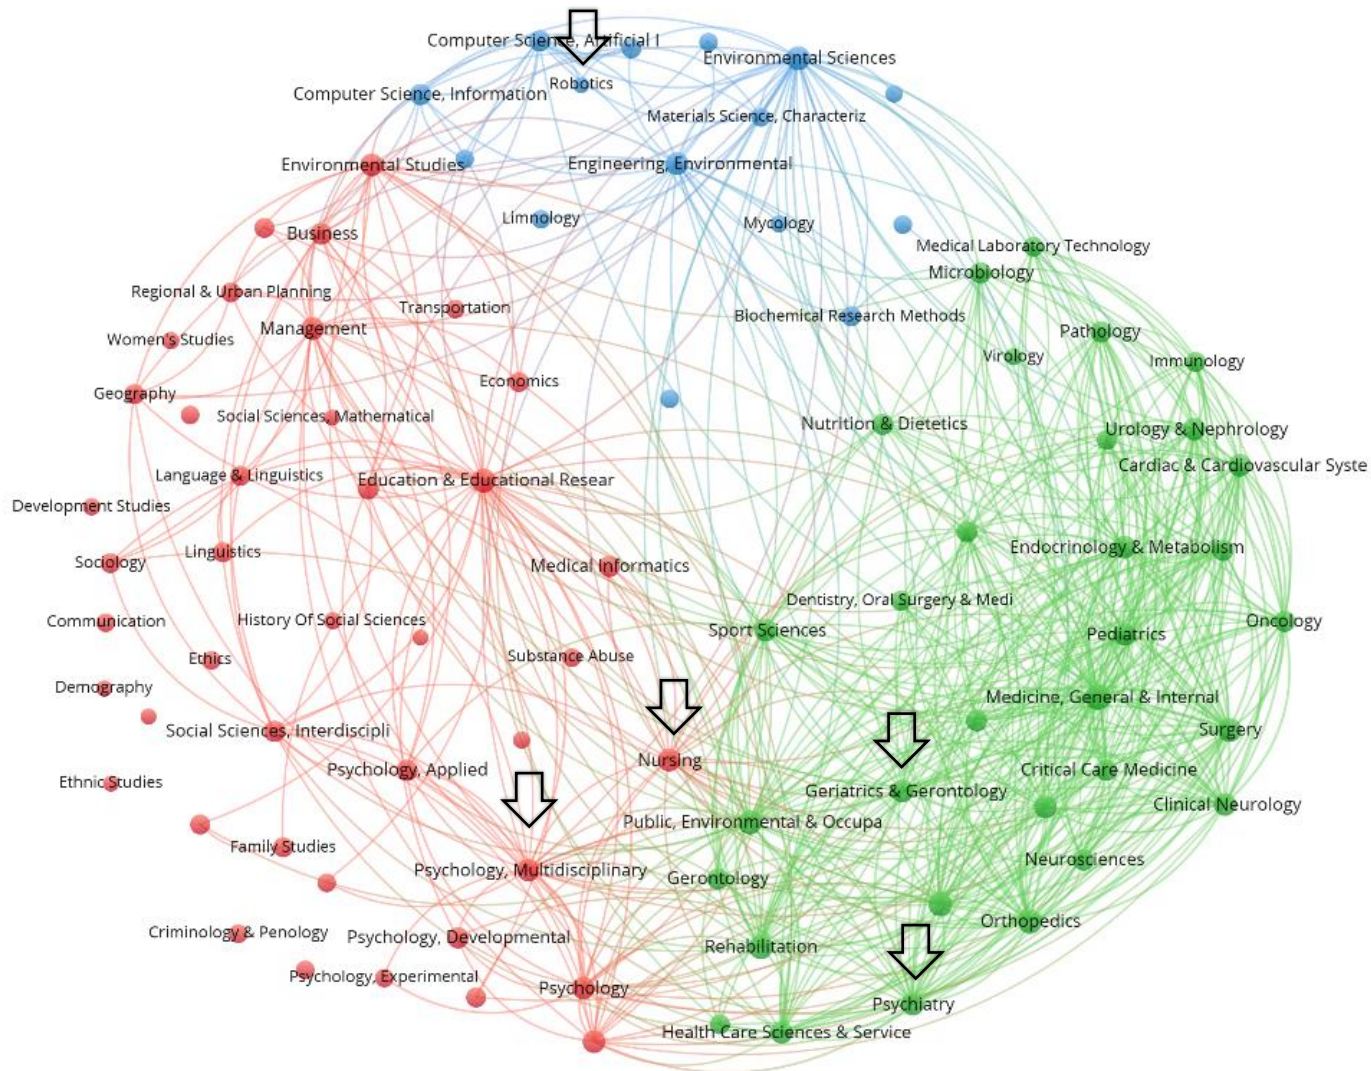 Computer Science, Artificial I
Environmental Sciences
Robotics
Computer Science, Information
Materials Science, Characteriz
Environmental Studies
Engineering, Environmental
Limnology
Mycology
Business
Medical Laboratory Technology
Microbiology
Regional & Urban Planning
Transportation
Biochemical Research Methods
Management
Pathology
Women's Studies
Virology
Immunology
Economics
Geography
Social Sciences, Mathematical
Nutrition & Dietetics
Urology & Nephrology
Cardiac & Cardiovascular Syste
Language & Linguistics
Education & Educational Resear
Development Studies
Endocrinology & Metabolism
Linguistics
Sociology
Medical Informatics
Dentistry, Oral Surgery & Medi
Communication
History Of Social Sciences
Oncology
Sport Sciences
Pediatrics
Substance Abuse
Ethics
Demography
Medicine, General & Internal
Social Sciences, Interdiscipli
Surgery
Nursing
Psychology, Applied
Critical Care Medicine
Ethnic Studies
Geriatrics & Gerontology
Clinical Neurology
Public, Environmental & Occupa
Family Studies
Neurosciences
Psychology, Multidisciplinary
Gerontology
Orthopedics
Criminology & Penology
Psychology, Developmental
Rehabilitation
Psychology, Experimental
Psychology
Psychiatry
Health Care Sciences & Service